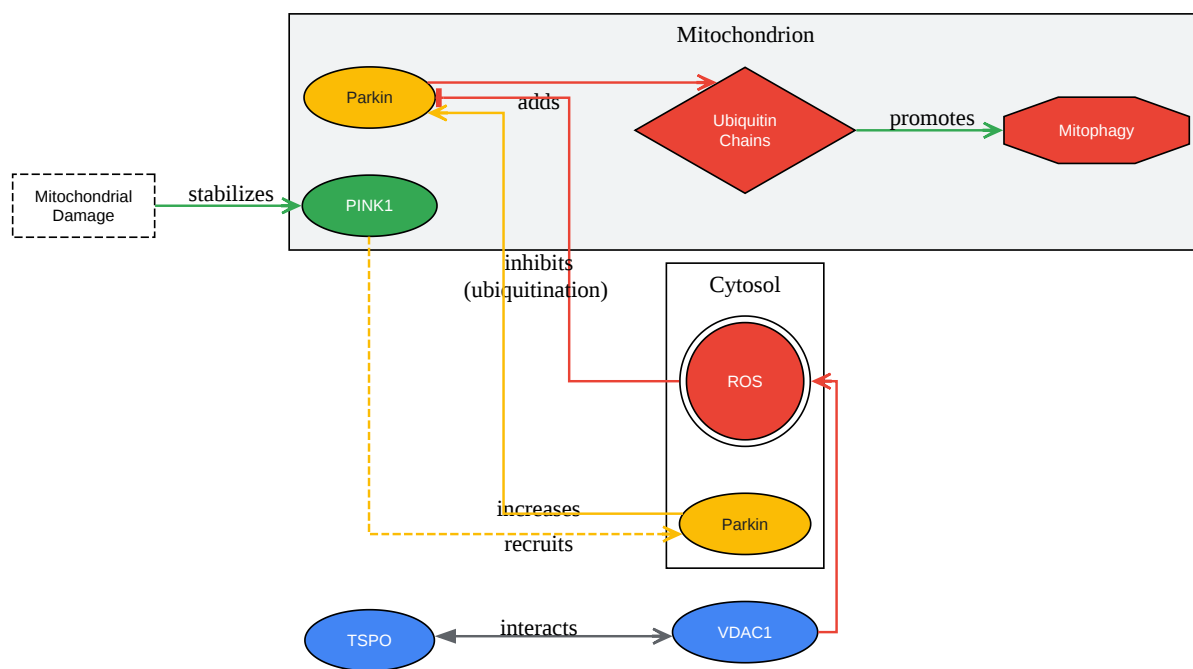 Mitochondrion
Parkin
adds
Ubiquitin
Chains
promotes
Mitophagy
Mitochondrial
Damage
stabilizes
PINK1
inhibits
(ubiquitination)
Cytosol
ROS
increases
Parkin
recruits
TSPO
interacts
VDAC1